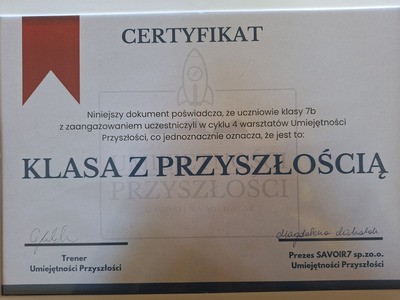 CERTYFIKAT
Niniejszy dokument poświadcza, że uczniowie klasy 7b
z zaangażowaniem uczestniczyli w cyklu 4 warsztatów Umiejętności
Przyszłości, co jednoznacznie oznacza, że jest to:
KLASA Z PRZYSZŁOŚCIĄ
PRZYSZŁOŚCI
Trener
Umiejętności Przyszłości
Prezes SAVOIR7 sp.zo.o.
Umiejętności Przyszłości